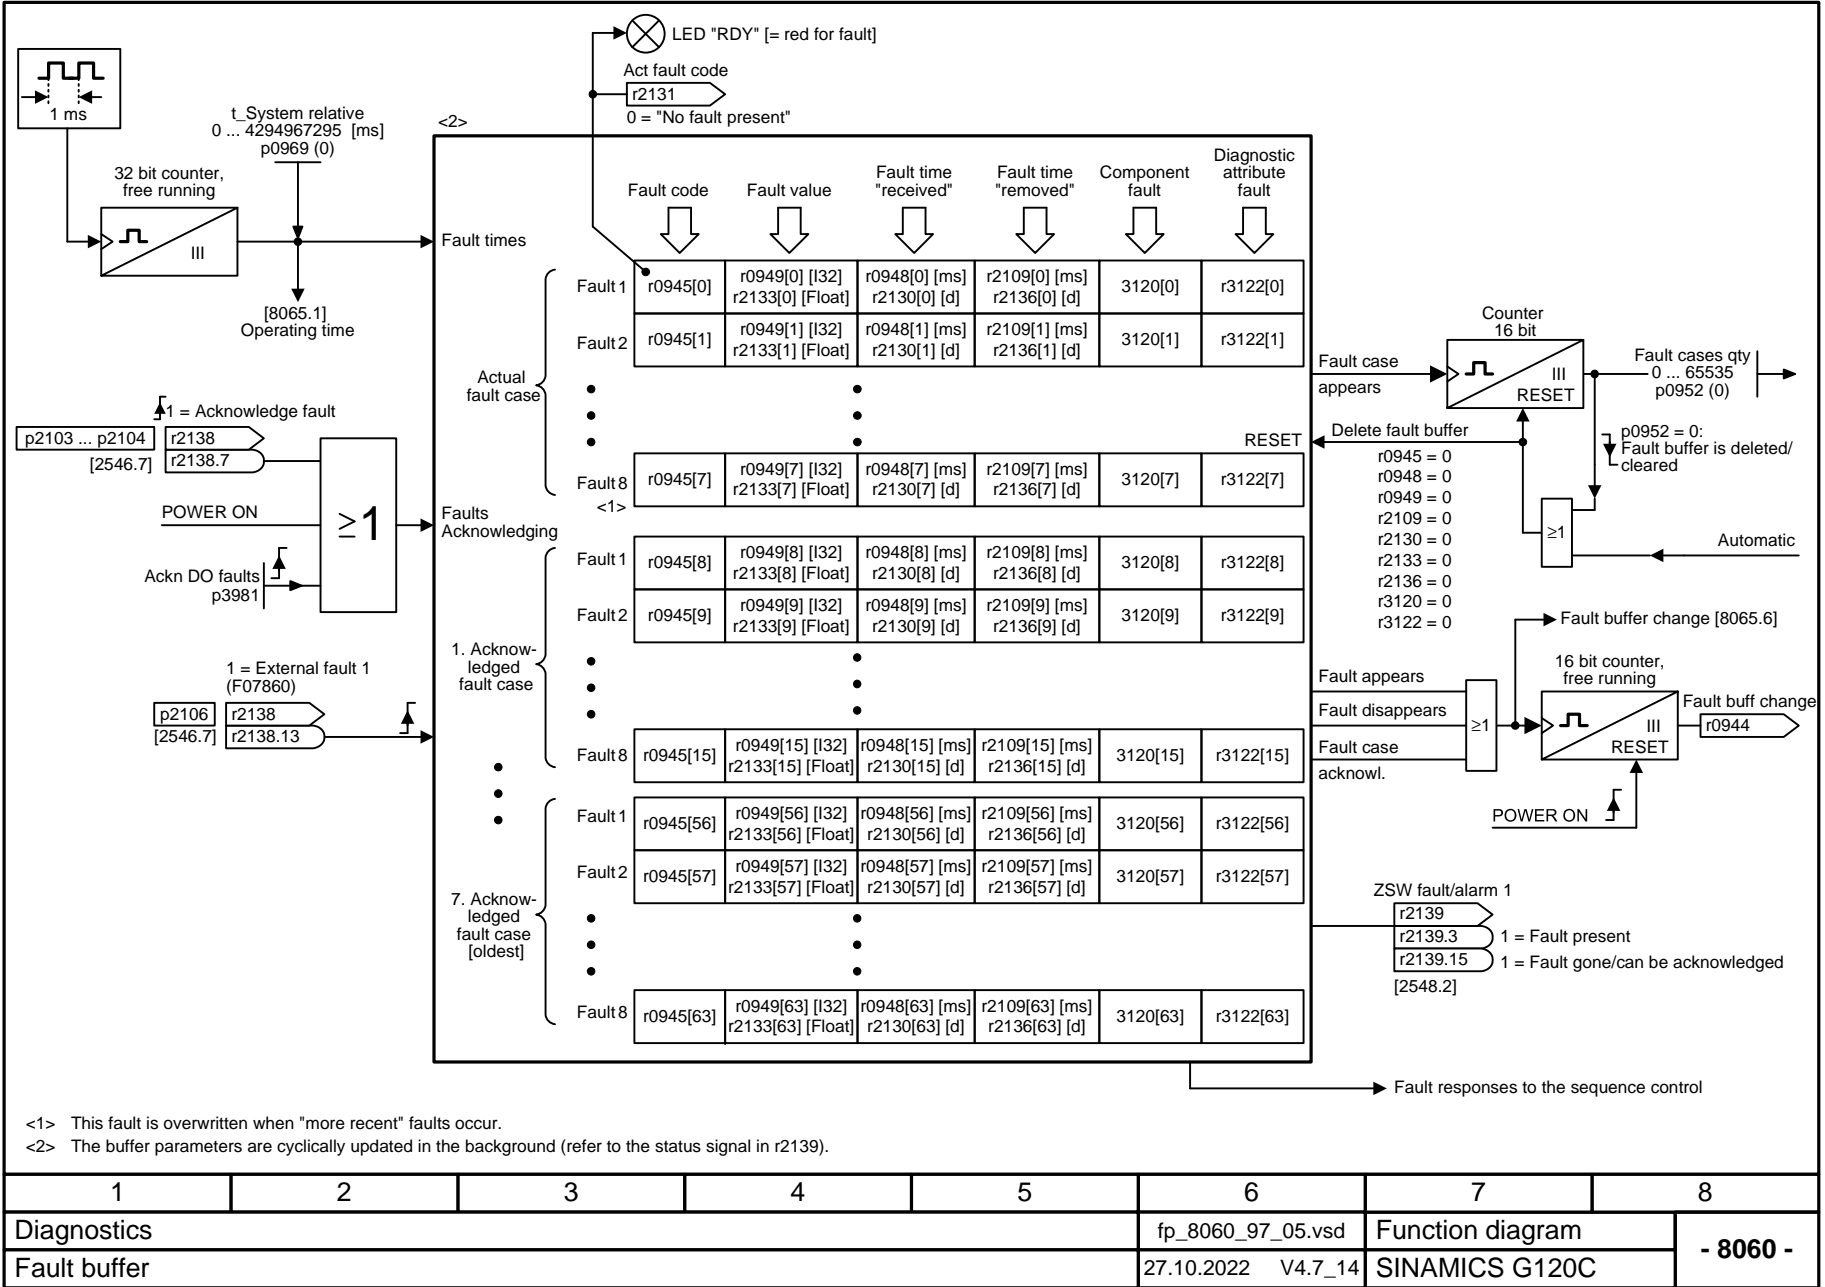 LED "RDY" [= red for fault]
Act fault code
r2131
0 = "No fault present"
1 ms
t_System relative
0 ... 4294967295 [ms]
p0969 (0)
<2>
32 bit counter,
free running
III
[8065.1]
Operating time
Fault times
Fault code
Fault value
Fault time
"received"
Fault time
"removed"
Component
fault
Diagnostic
attribute
fault
Actual
fault case
Fault 1
r0945[0]
r0949[0] [I32]
r2133[0] [Float]
r0948[0] [ms]
r2130[0] [d]
r2109[0] [ms]
r2136[0] [d]
3120[0]
r3122[0]
Fault 2
r0945[1]
r0949[1] [I32]
r2133[1] [Float]
r0948[1] [ms]
r2130[1] [d]
r2109[1] [ms]
r2136[1] [d]
3120[1]
r3122[1]
RESET
Fault 8
<1>
r0945[7]
r0949[7] [I32]
r2133[7] [Float]
r0948[7] [ms]
r2130[7] [d]
r2109[7] [ms]
r2136[7] [d]
3120[7]
r3122[7]
1 = Acknowledge fault
p2103 ... p2104
r2138
[2546.7]
r2138.7
POWER ON
≥1
Ackn DO faults
p3981
Faults
Acknowledging
1 = External fault 1
(F07860)
p2106
r2138
[2546.7]
r2138.13
1. Acknow-
ledged
fault case
Fault 1
r0945[8]
r0949[8] [I32]
r2133[8] [Float]
r0948[8] [ms]
r2130[8] [d]
r2109[8] [ms]
r2136[8] [d]
3120[8]
r3122[8]
Fault 2
r0945[9]
r0949[9] [I32]
r2133[9] [Float]
r0948[9] [ms]
r2130[9] [d]
r2109[9] [ms]
r2136[9] [d]
3120[9]
r3122[9]
Fault 8
r0945[15]
r0949[15] [I32]
r2133[15] [Float]
r0948[15] [ms]
r2130[15] [d]
r2109[15] [ms]
r2136[15] [d]
3120[15]
r3122[15]
7. Acknow-
ledged
fault case
[oldest]
Fault 1
r0945[56]
r0949[56] [I32]
r2133[56] [Float]
r0948[56] [ms]
r2130[56] [d]
r2109[56] [ms]
r2136[56] [d]
3120[56]
r3122[56]
Fault 2
r0945[57]
r0949[57] [I32]
r2133[57] [Float]
r0948[57] [ms]
r2130[57] [d]
r2109[57] [ms]
r2136[57] [d]
3120[57]
r3122[57]
Fault 8
r0945[63]
r0949[63] [I32]
r2133[63] [Float]
r0948[63] [ms]
r2130[63] [d]
r2109[63] [ms]
r2136[63] [d]
3120[63]
r3122[63]
Fault case
appears
Counter
16 bit
III
RESET
Fault cases qty
0 ... 65535
p0952 (0)
Delete fault buffer
r0945 = 0
r0948 = 0
r0949 = 0
r2109 = 0
r2130 = 0
r2133 = 0
r2136 = 0
r3120 = 0
r3122 = 0
p0952 = 0:
Fault buffer is deleted/
cleared
≥1
Automatic
Fault buffer change [8065.6]
Fault appears
Fault disappears
Fault case
acknowl.
≥1
16 bit counter,
free running
III
RESET
Fault buff change
r0944
POWER ON
ZSW fault/alarm 1
r2139
r2139.3
1 = Fault present
r2139.15
1 = Fault gone/can be acknowledged
[2548.2]
Fault responses to the sequence control
<1> This fault is overwritten when "more recent" faults occur.
<2> The buffer parameters are cyclically updated in the background (refer to the status signal in r2139).
1 2 3 4 5 6 7 8
Diagnostics
fp_8060_97_05.vsd
Function diagram
- 8060 -
Fault buffer
27.10.2022 V4.7_14
SINAMICS G120C